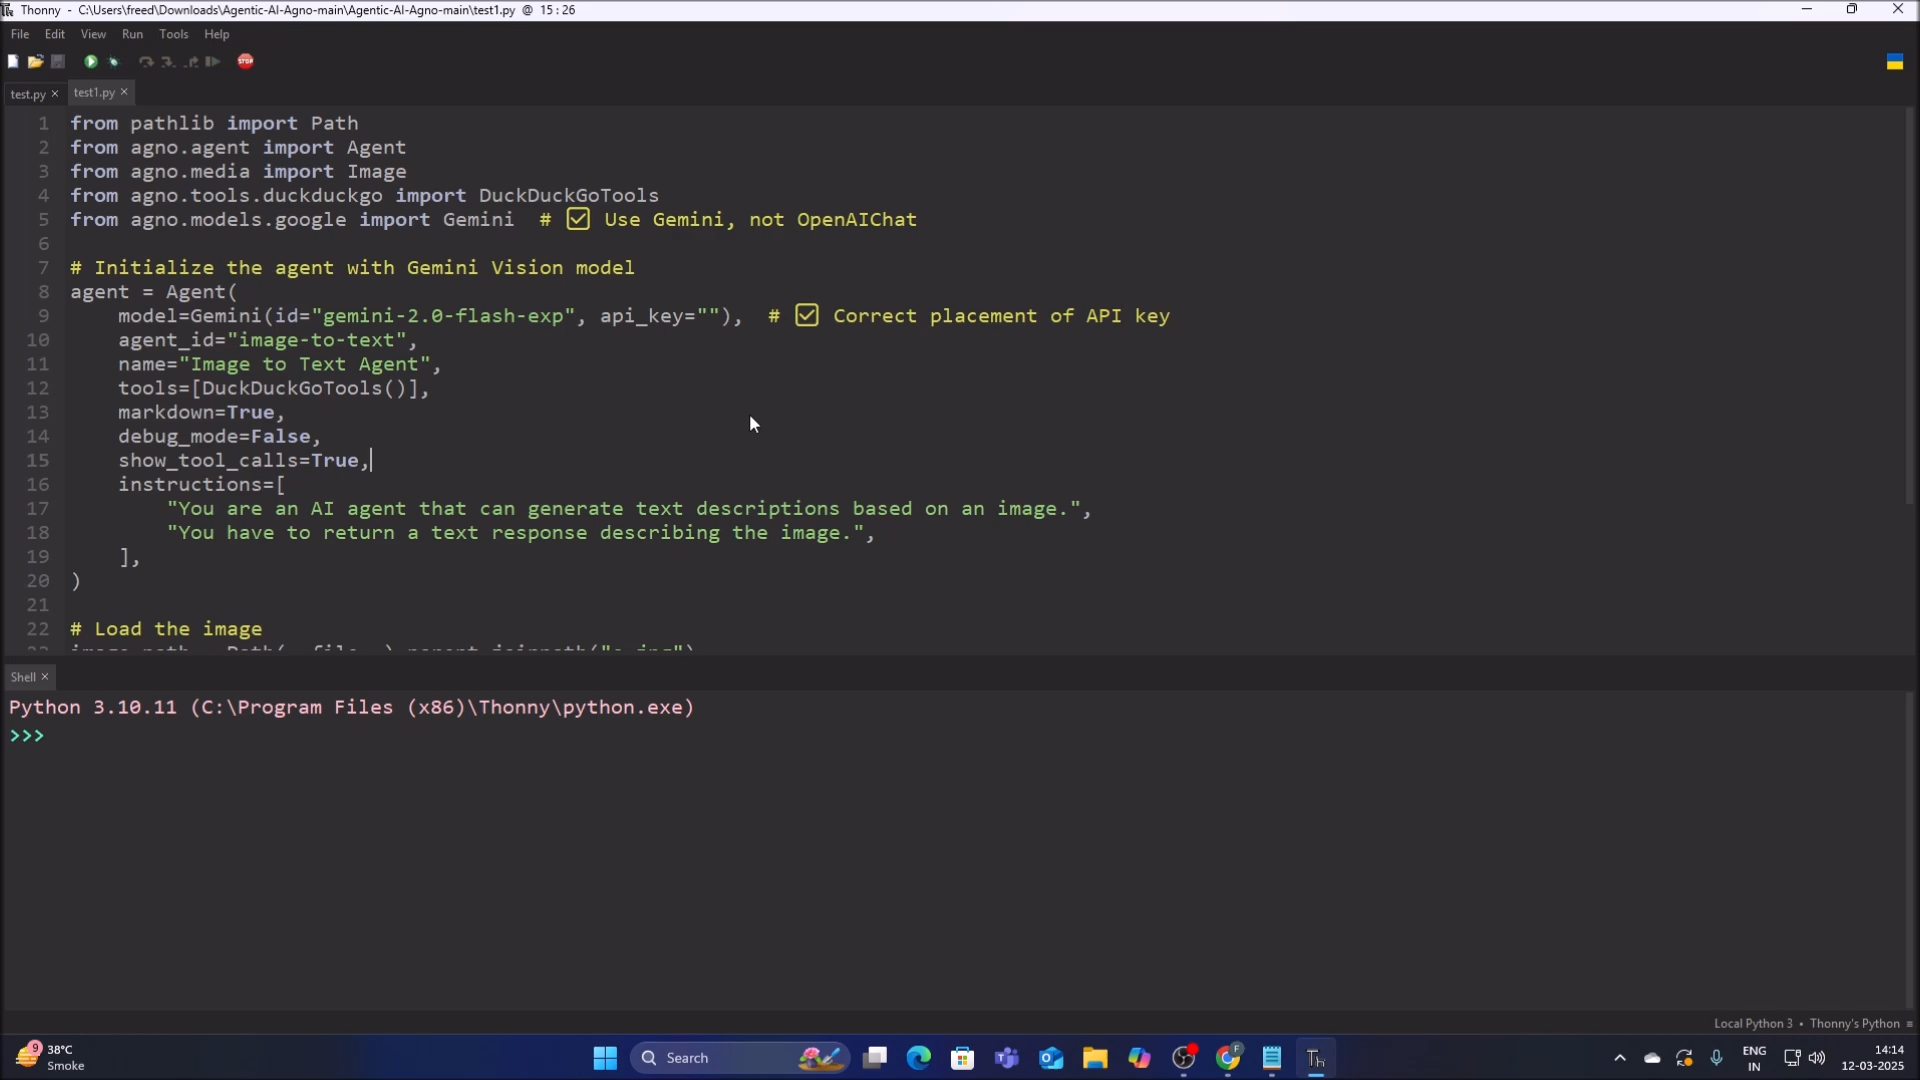 Thonny - C:\Users\freed\Downloads\Agentic-AI-Agno-main\Agentic-AI-Agno-main\test1.py @ 15:26
File Edit View Run Tools Help
STOP
test.py × test1.py ×
1 from pathlib import Path
2 from agno.agent import Agent
3 from agno.media import Image
4 from agno.tools.duckduckgo import DuckDuckGoTools
5 from agno.models.google import Gemini # ✅ Use Gemini, not OpenAIChat
6
7 # Initialize the agent with Gemini Vision model
8 agent = Agent(
9 model=Gemini(id="gemini-2.0-flash-exp", api_key=""), # ✅ Correct placement of API key
10 agent_id="image-to-text",
11 name="Image to Text Agent",
12 tools=[DuckDuckGoTools()],
13 markdown=True,
14 debug_mode=False,
15 show_tool_calls=True,
16 instructions=[
17 "You are an AI agent that can generate text descriptions based on an image.",
18 "You have to return a text response describing the image.",
19 ],
20 )
21
22 # Load the image
Shell ×
Python 3.10.11 (C:\Program Files (x86)\Thonny\python.exe)
>>>
Local Python 3 • Thonny's Python ≡
9
38°C
Smoke
Search
F
Th
ENG
IN
14:14
12-03-2025